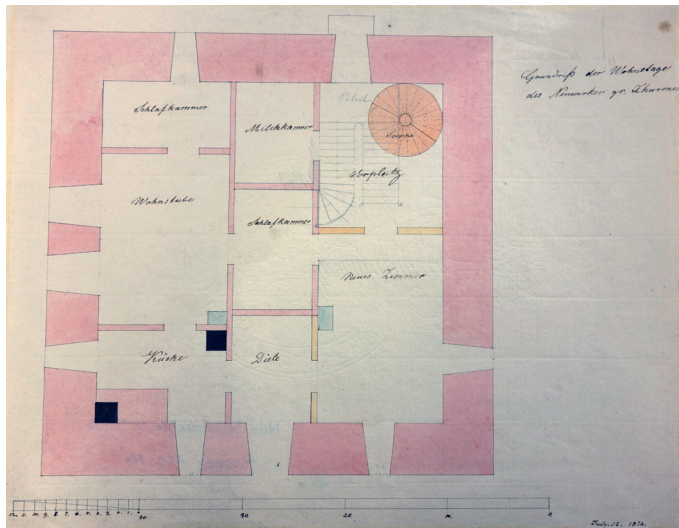 Grundriß der Wohnetage
des Neuwerker gr. Thurmes
Schlafkammer
Milchkammer
Treppe
Vorplatz
Wohnstube
Schlafkammer
Neues Zimmer
Küche
Diele